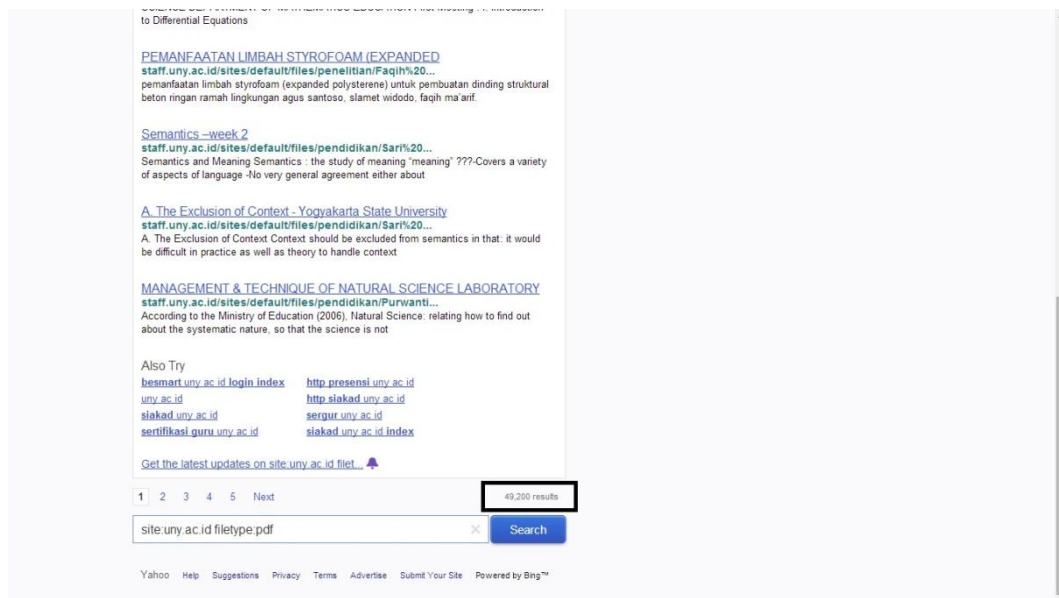 to Differential Equations
PEMANFAATAN LIMBAH STYROFOAM (EXPANDED
staff.uny.ac.id/sites/default/files/penelitian/Faqih%20...
pemanfaatan limbah styrofoam (expanded polysterene) untuk pembuatan dinding struktural
beton ringan ramah lingkungan agus santoso, slamet widodo, faqih ma'arif.
Semantics –week 2
staff.uny.ac.id/sites/default/files/pendidikan/Sari%20...
Semantics and Meaning Semantics : the study of meaning "meaning" ???-Covers a variety
of aspects of language -No very general agreement either about
A. The Exclusion of Context - Yogyakarta State University
staff.uny.ac.id/sites/default/files/pendidikan/Sari%20...
A. The Exclusion of Context Context should be excluded from semantics in that: it would
be difficult in practice as well as theory to handle context
MANAGEMENT & TECHNIQUE OF NATURAL SCIENCE LABORATORY
staff.uny.ac.id/sites/default/files/pendidikan/Purwanti...
According to the Ministry of Education (2006), Natural Science: relating how to find out
about the systematic nature, so that the science is not
Also Try
besmart uny ac id login index http presensi uny ac id
uny ac id http siakad uny ac id
siakad uny ac id sergur uny ac id
sertifikasi guru uny ac id siakad uny ac id index
Get the latest updates on site:uny ac id filet...
1 2 3 4 5 Next 49,200 results
site:uny.ac.id filetype:pdf Search
Yahoo Help Suggestions Privacy Terms Advertise Submit Your Site Powered by Bing™